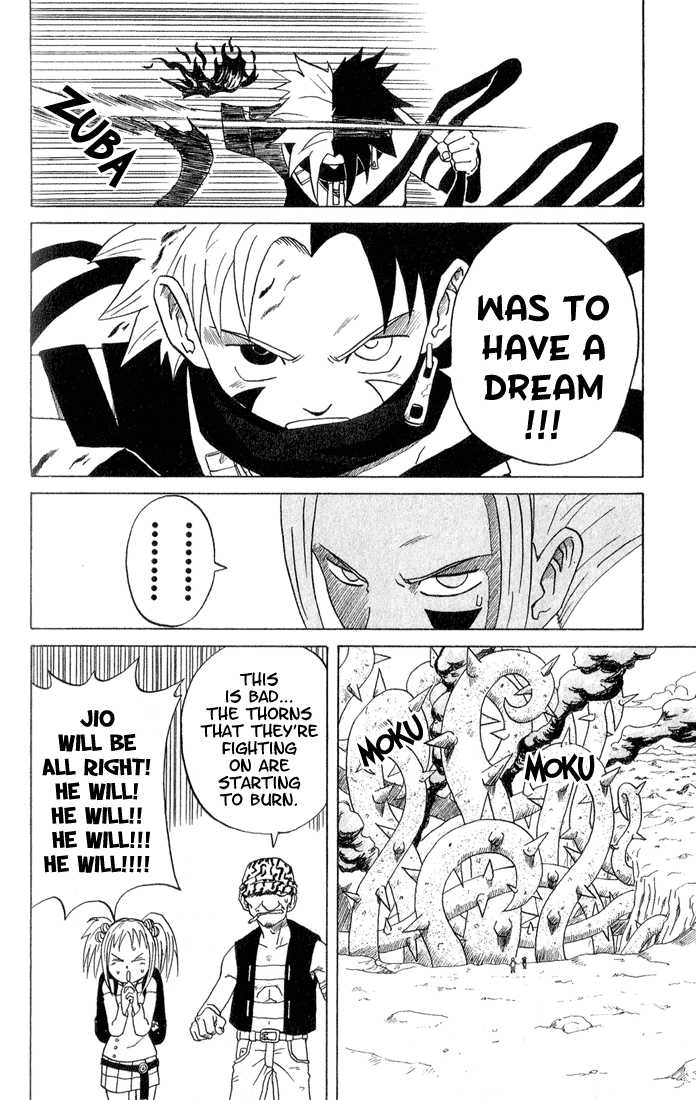 ZUBA
WAS TO
HAVE A
DREAM
!!!
THIS
IS BAD...
THE THORNS
THAT THEY'RE
FIGHTING
ON ARE
STARTING
TO BURN.
JIO
WILL BE
ALL RIGHT!
HE WILL!
HE WILL!!
HE WILL!!!
HE WILL!!!!
MOKU
MOKU